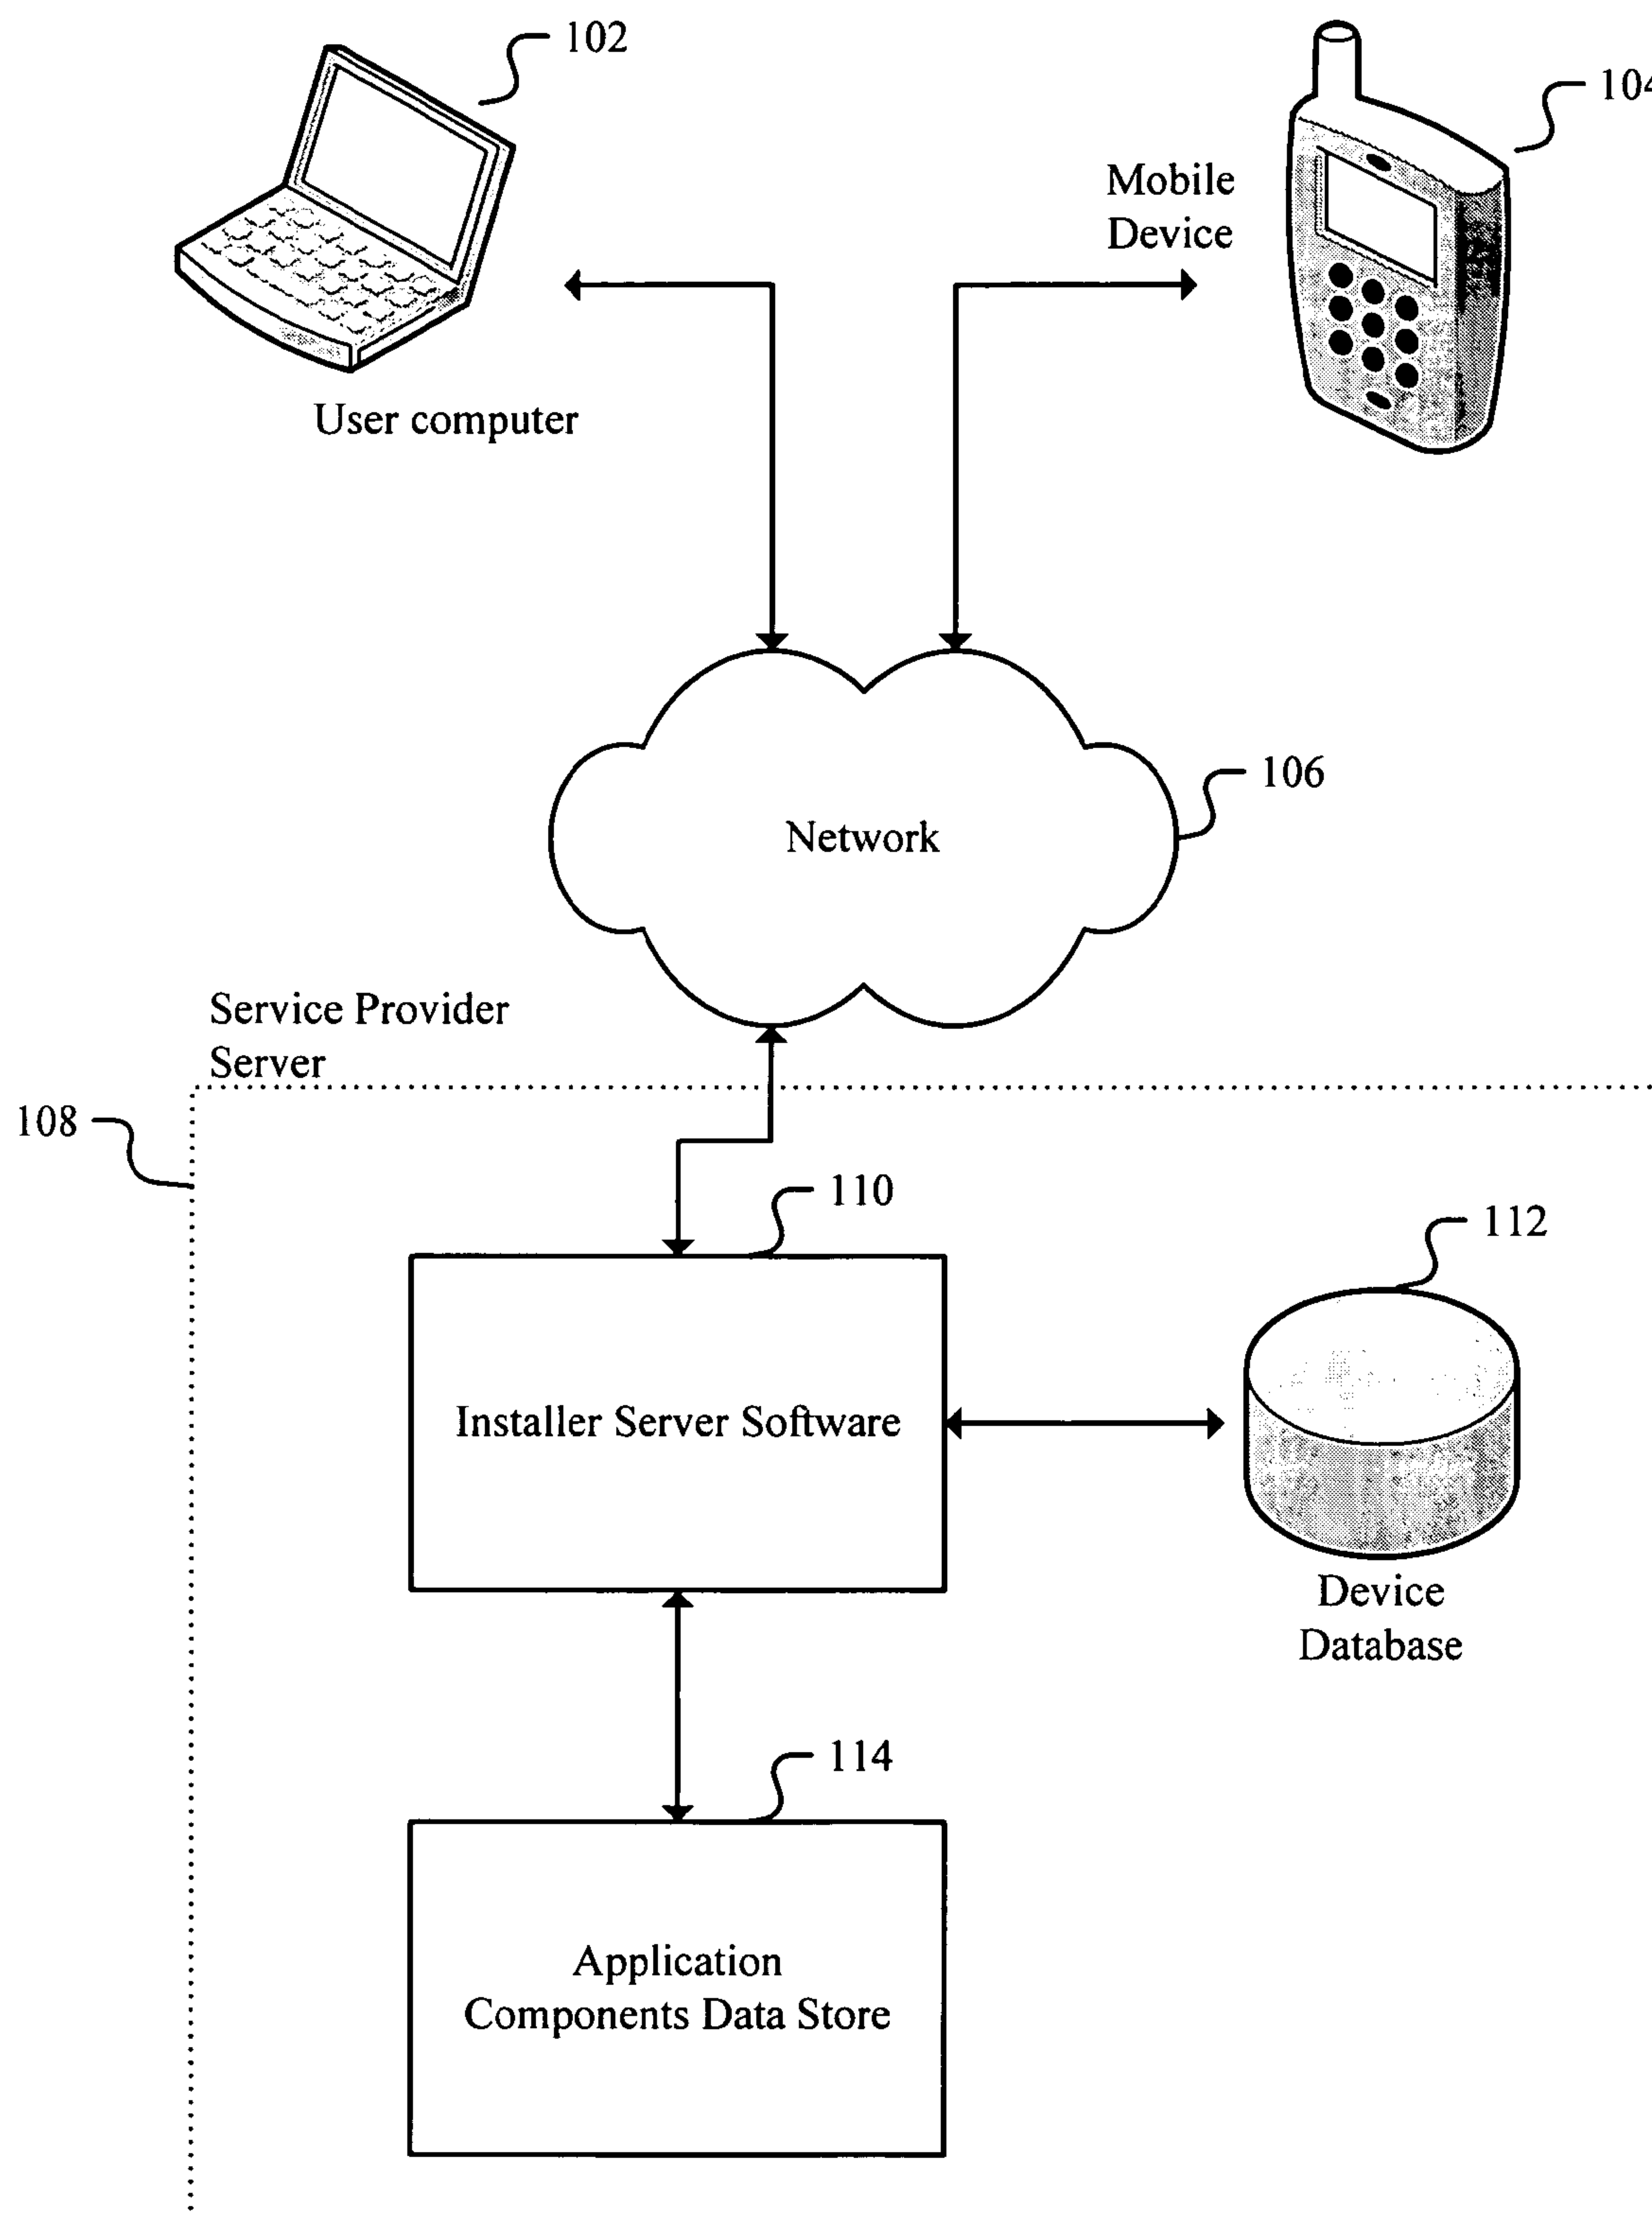 102
104
Mobile
Device
User computer
106
Network
Service Provider
Server
108
110
112
Installer Server Software
Device
Database
114
Application
Components Data Store